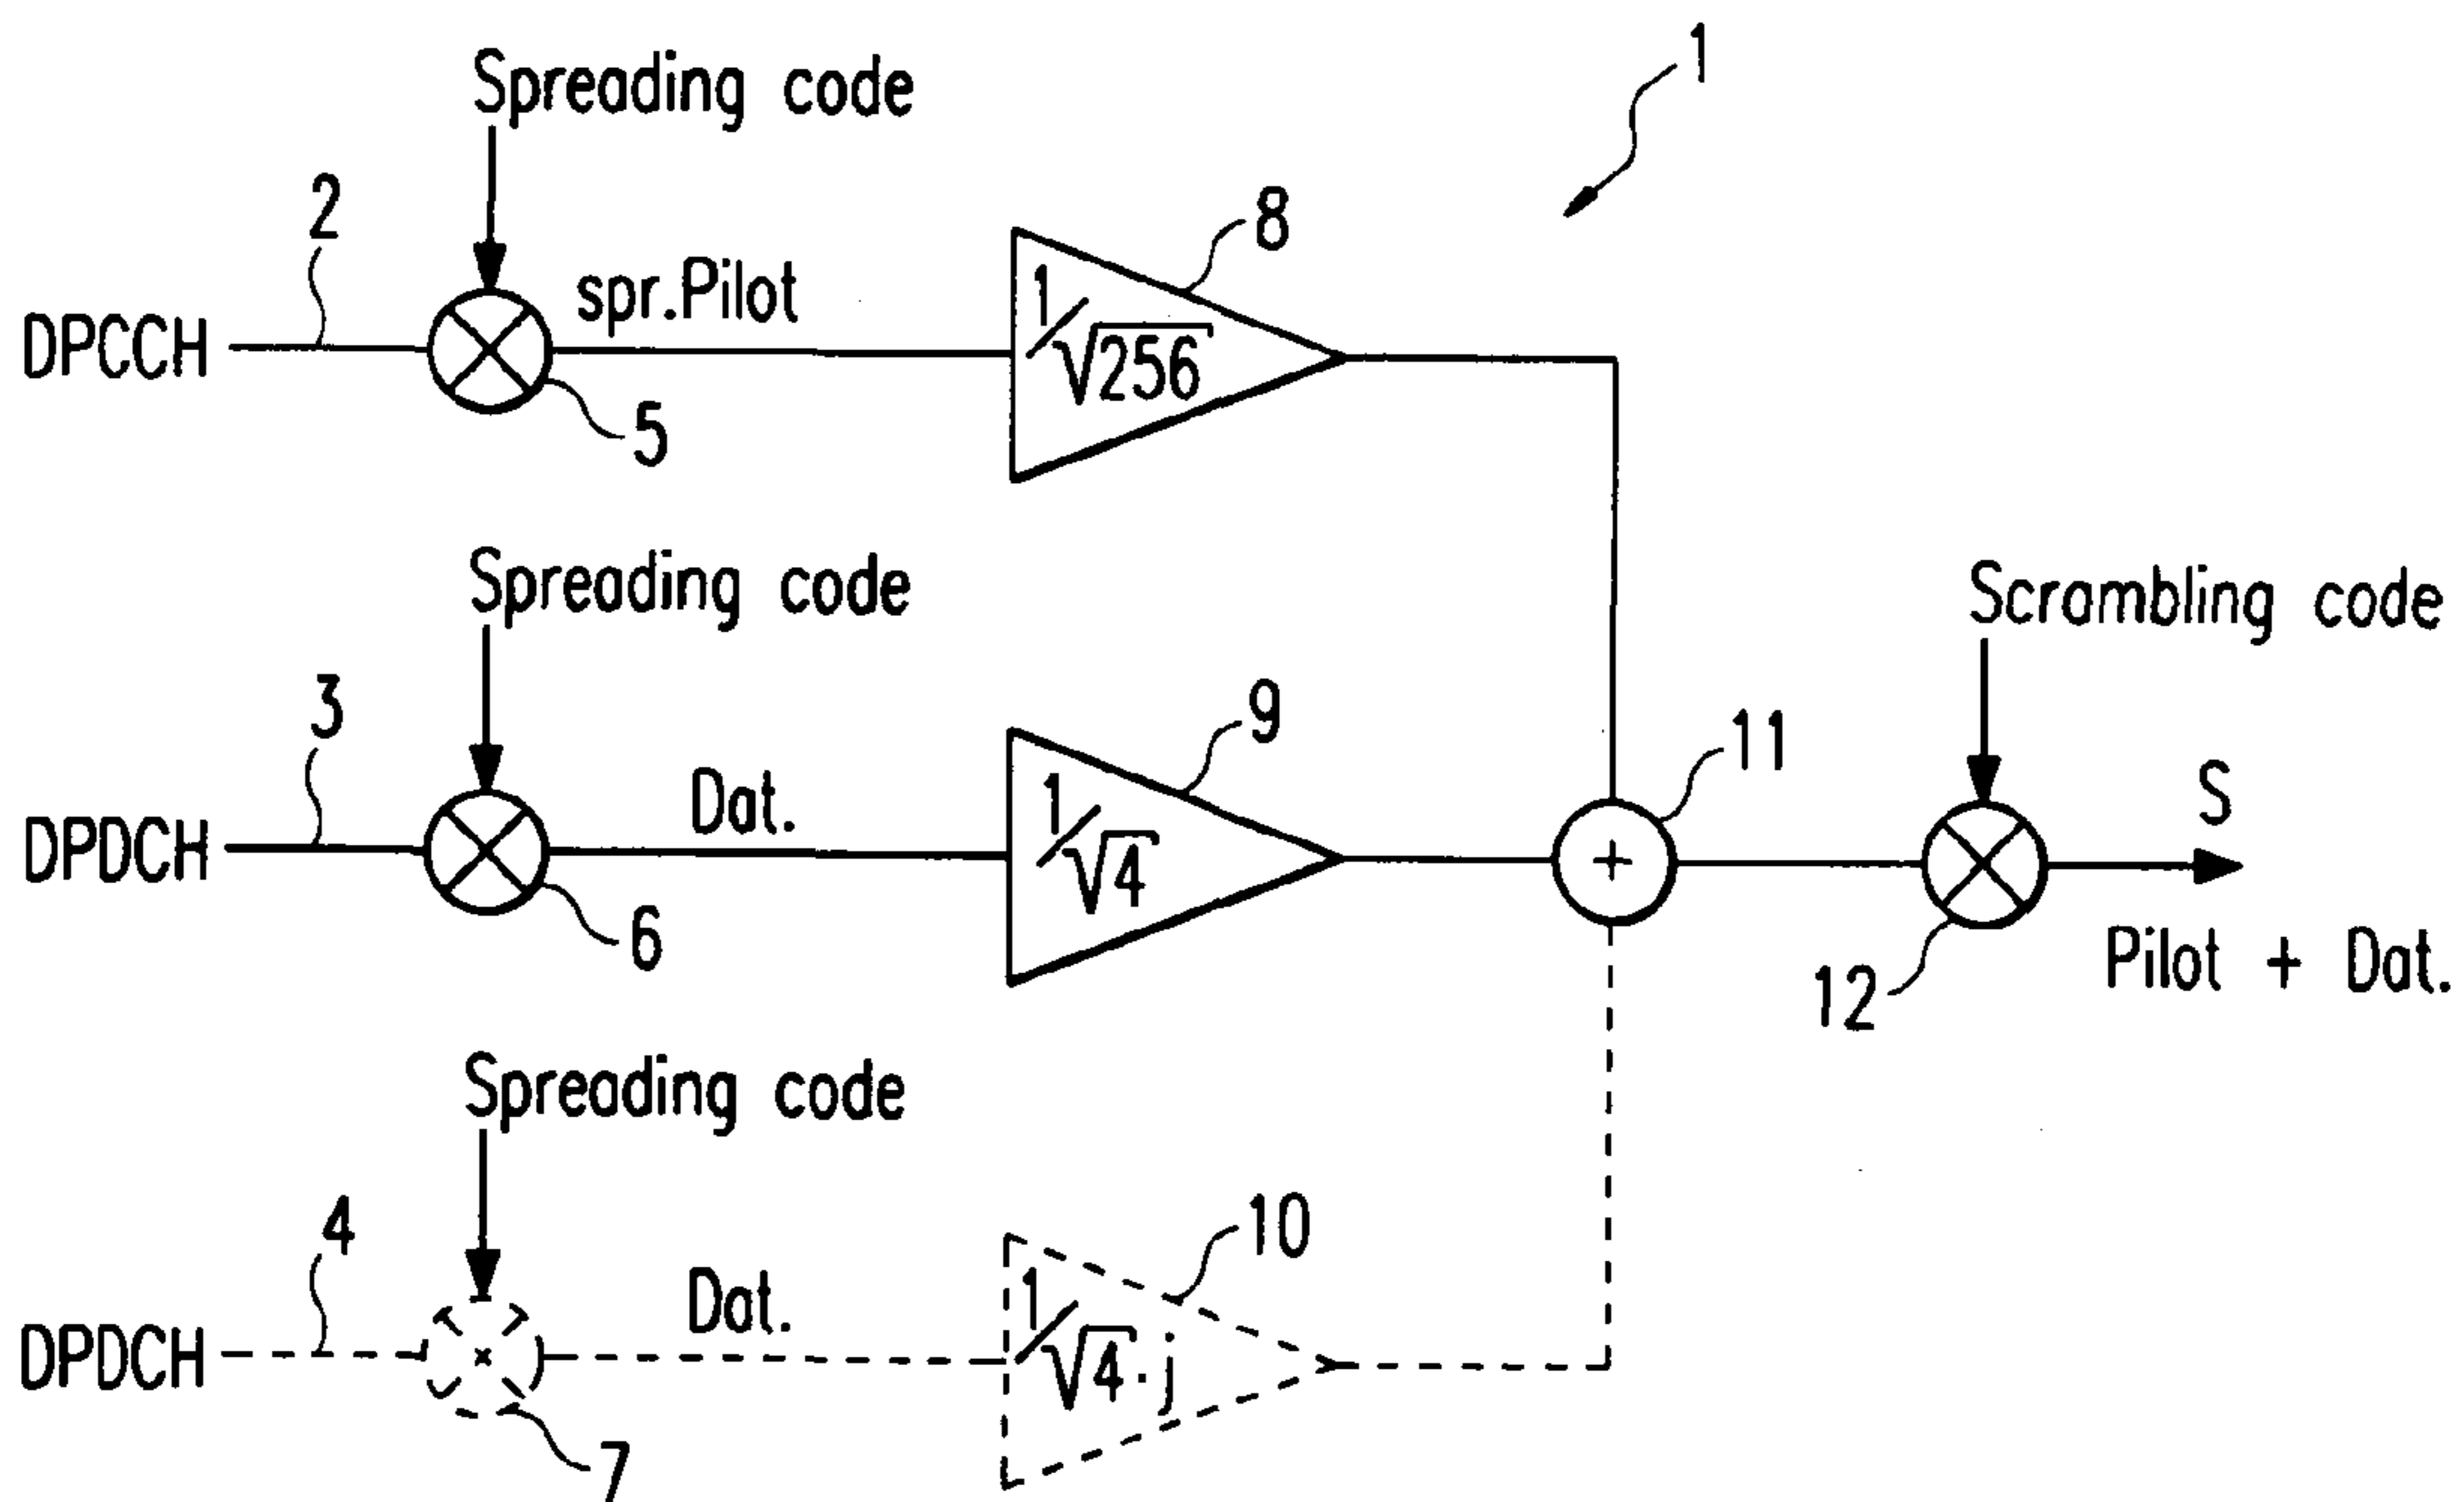 1
Spreading code
2
8
DPCCH
spr.Pilot
1/√256
5
Spreading code
Scrambling code
3
9
11
DPDCH
Dat.
1/√4
S
6
12
Pilot + Dat.
Spreading code
4
10
DPDCH
Dat.
1/√4·j
7
+